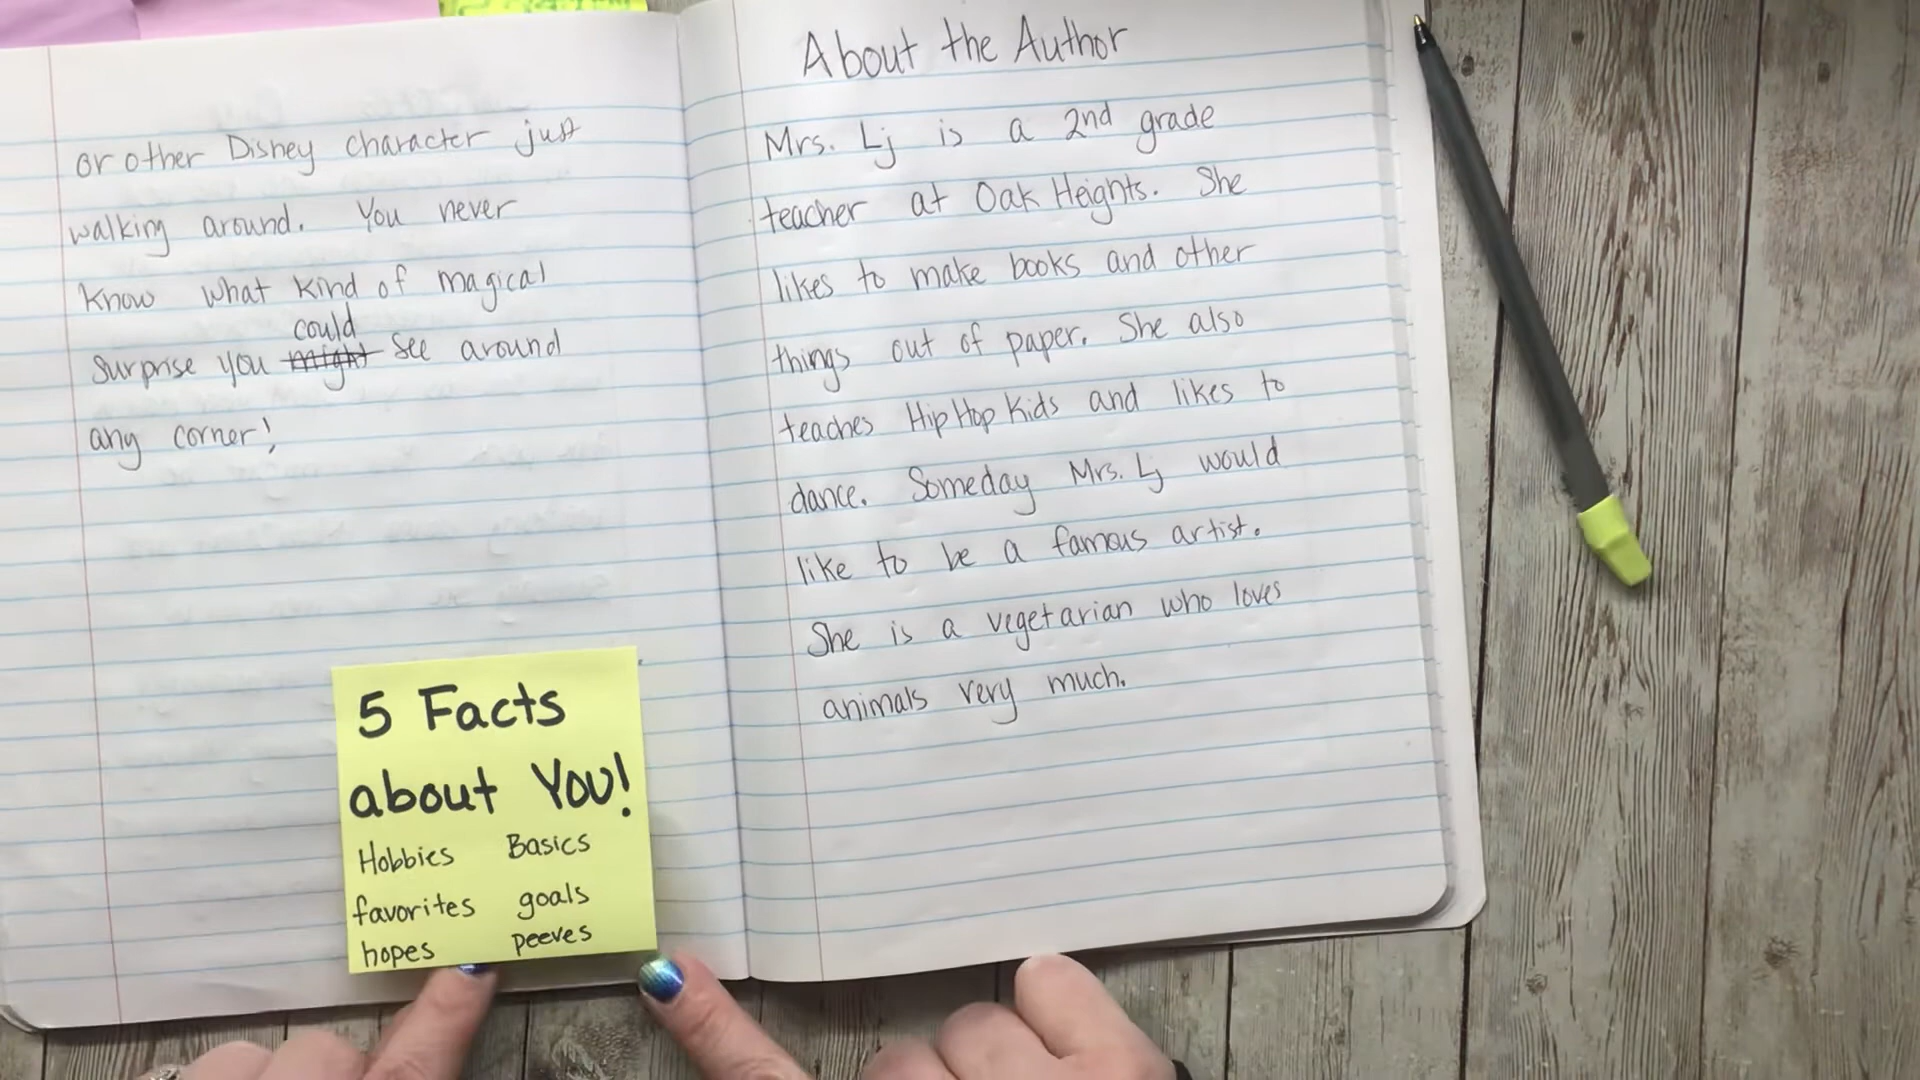 or other Disney character just
walking around. You never
know what kind of magical
could
surprise you might see around
any corner!
5 Facts
about You!
Hobbies Basics
favorites goals
hopes peeves
About the Author
Mrs. Lj is a 2nd grade
teacher at Oak Heights. She
likes to make books and other
things out of paper. She also
teaches Hip Hop Kids and likes to
dance. Someday Mrs. Lj would
like to be a famous artist.
She is a vegetarian who loves
animals very much.